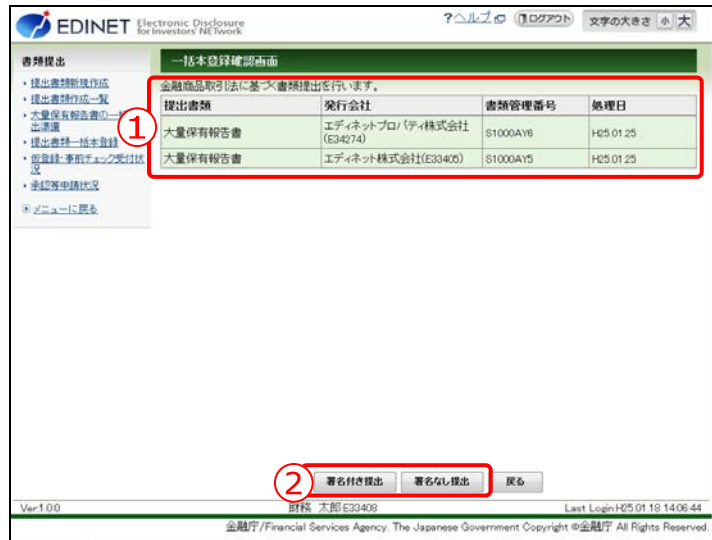 EDINET Electronic Disclosure for Investors' NETwork
?ヘルプ ログアウト 文字の大きさ 小 大
書類提出
・提出書類新規作成
・提出書類作成一覧
・大量保有報告書の一括提
出準備
・提出書類一括本登録
・仮登録・事前チェック受付状
況
・承認等申請状況
メニューに戻る
一括本登録確認画面
①
金融商品取引法に基づく書類提出を行います。
提出書類 発行会社 書類管理番号 処理日
大量保有報告書 エディネットプロパティ株式会社
(E34274) S1000AY6 H25.01.25
大量保有報告書 エディネット株式会社(E33405) S1000AY5 H25.01.25
②
署名付き提出 署名なし提出 戻る
Ver1.00 財務 太郎 E33408 Last Login:H25.01.18 14:06:44
金融庁/Financial Services Agency. The Japanese Government Copyright ©金融庁 All Rights Reserved.